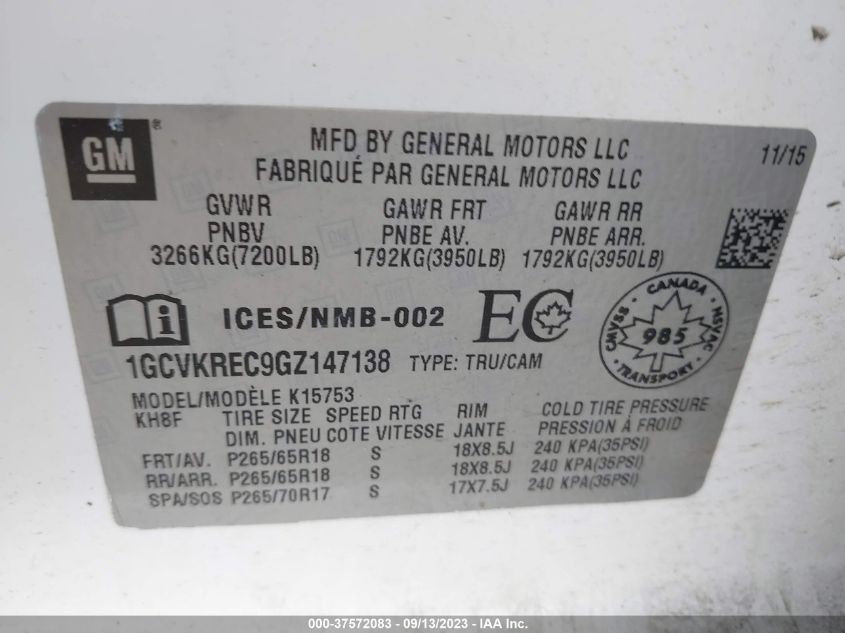 GM
MFD BY GENERAL MOTORS LLC
11/15
FABRIQUÉ PAR GENERAL MOTORS LLC
GVWR GAWR FRT GAWR RR
PNBV PNBE AV. PNBE ARR.
3266KG(7200LB) 1792KG(3950LB) 1792KG(3950LB)
i ICES/NMB-002 EC
CANADA CMVSS NSVAC 985 TRANSPORT
1GCVKREC9GZ147138 TYPE: TRU/CAM
MODEL/MODÈLE K15753
KH8F TIRE SIZE SPEED RTG RIM COLD TIRE PRESSURE
DIM. PNEU COTE VITESSE JANTE PRESSION À FROID
FRT/AV. P265/65R18 S 18X8.5J 240 KPA(35PSI)
RR/ARR. P265/65R18 S 18X8.5J 240 KPA(35PSI)
SPA/SOS P265/70R17 S 17X7.5J 240 KPA(35PSI)
000-37572083 - 09/13/2023 - IAA Inc.